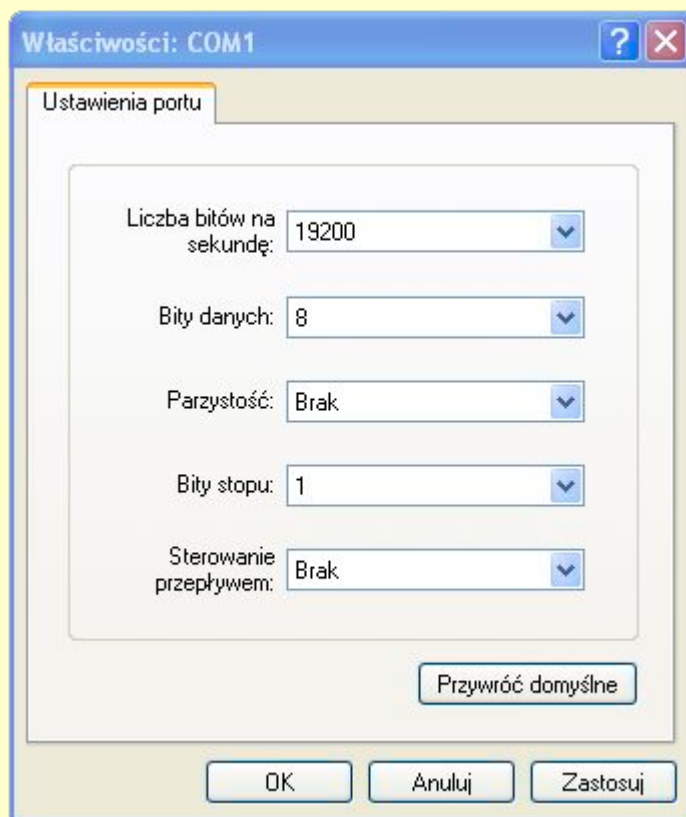 Właściwości: COM1
Ustawienia portu
Liczba bitów na
sekundę:
19200
Bity danych:
8
Parzystość:
Brak
Bity stopu:
1
Sterowanie
przepływem:
Brak
Przywróć domyślne
OK
Anuluj
Zastosuj